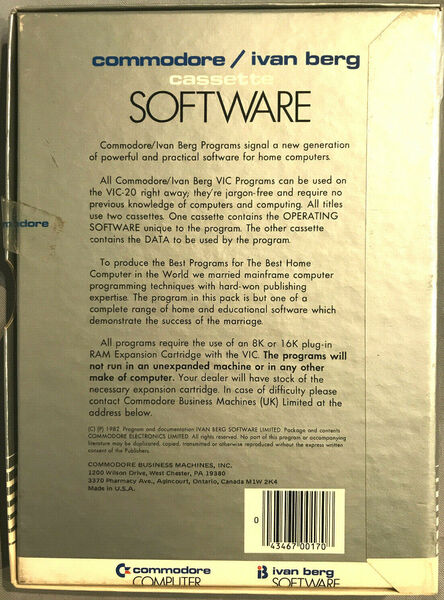 commodore / ivan berg
cassette
SOFTWARE
Commodore/Ivan Berg Programs signal a new generation
of powerful and practical software for home computers.
All Commodore/Ivan Berg VIC Programs can be used on
the VIC-20 right away; they're jargon-free and require no
previous knowledge of computers and computing. All titles
use two cassettes. One cassette contains the OPERATING
SOFTWARE unique to the program. The other cassette
contains the DATA to be used by the program.
modore
To produce the Best Programs for The Best Home
Computer in the World we married mainframe computer
programming techniques with hard-won publishing
expertise. The program in this pack is but one of a
complete range of home and educational software which
demonstrate the success of the marriage.
All programs require the use of an 8K or 16K plug-in
RAM Expansion Cartridge with the VIC. The programs will
not run in an unexpanded machine or in any other
make of computer. Your dealer will have stock of the
necessary expansion cartridge. In case of difficulty please
contact Commodore Business Machines (UK) Limited at the
address below.
(C) (P) 1982 Program and documentation IVAN BERG SOFTWARE LIMITED. Package and contents
COMMODORE ELECTRONICS LIMITED. All rights reserved. No part of this program or accompanying
literature may be duplicated, copied, transmitted or otherwise reproduced without the express written
consent of the Publishers.
COMMODORE BUSINESS MACHINES, INC.
1200 Wilson Drive, West Chester, PA 19380
3370 Pharmacy Ave., Agincourt, Ontario, Canada M1W 2K4
Made in U.S.A.
0
43467 00170
commodore
COMPUTER
ib ivan berg
SOFTWARE